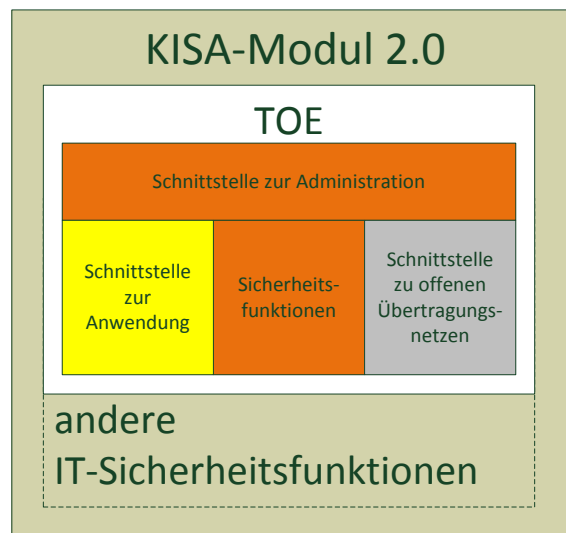 KISA-Modul 2.0
TOE
Schnittstelle zur Administration
Schnittstelle
zur
Anwendung
Sicherheits-
funktionen
Schnittstelle
zu offenen
Übertragungs-
netzen
andere
IT-Sicherheitsfunktionen